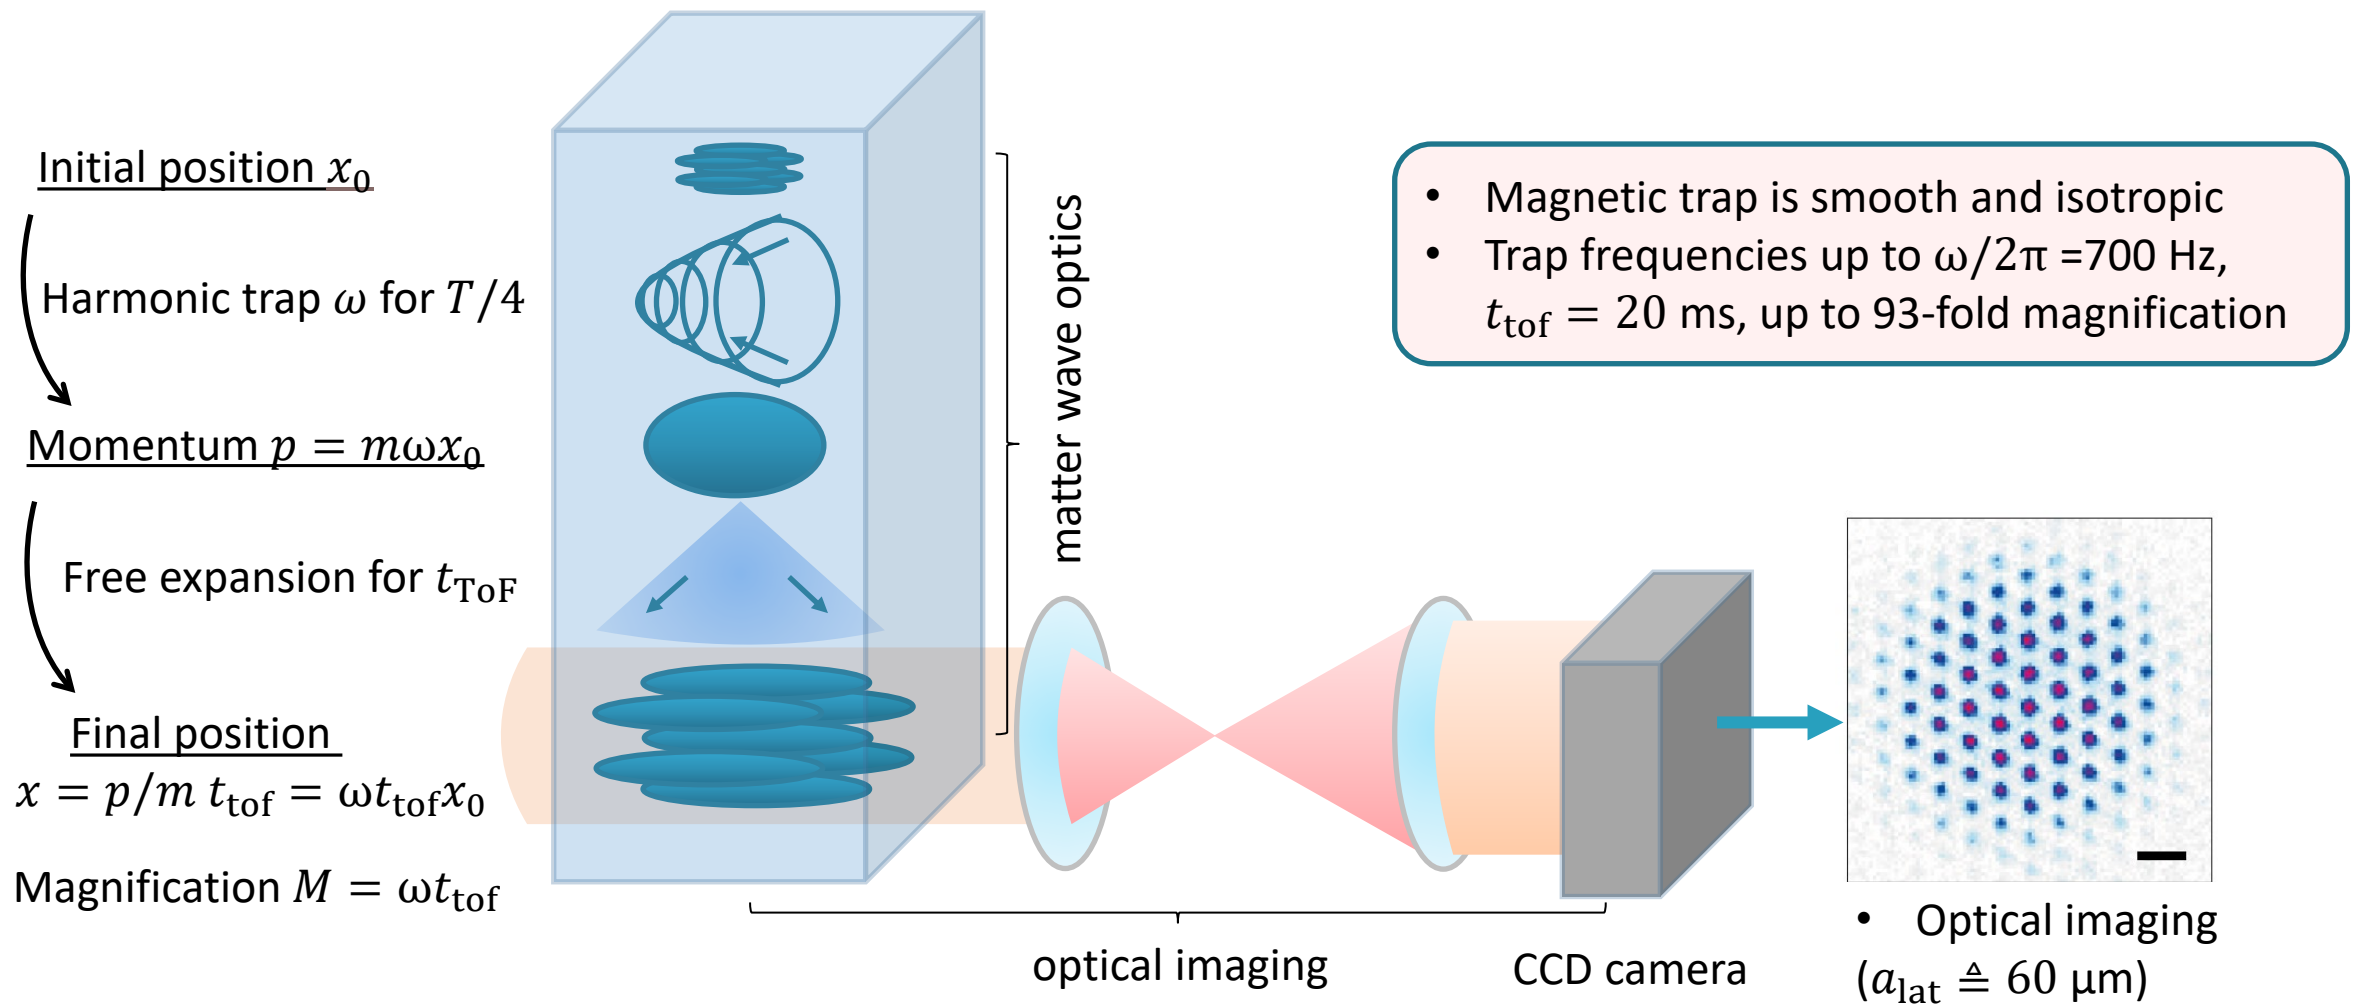 Initial position x₀
Harmonic trap ω for T/4
Momentum p = mωx₀
Free expansion for t_ToF
Final position
x = p/m t_tof = ωt_tof x₀
Magnification M = ωt_tof
matter wave optics
optical imaging
CCD camera
• Magnetic trap is smooth and isotropic
• Trap frequencies up to ω/2π =700 Hz,
t_tof = 20 ms, up to 93-fold magnification
• Optical imaging
(a_lat ≙ 60 µm)